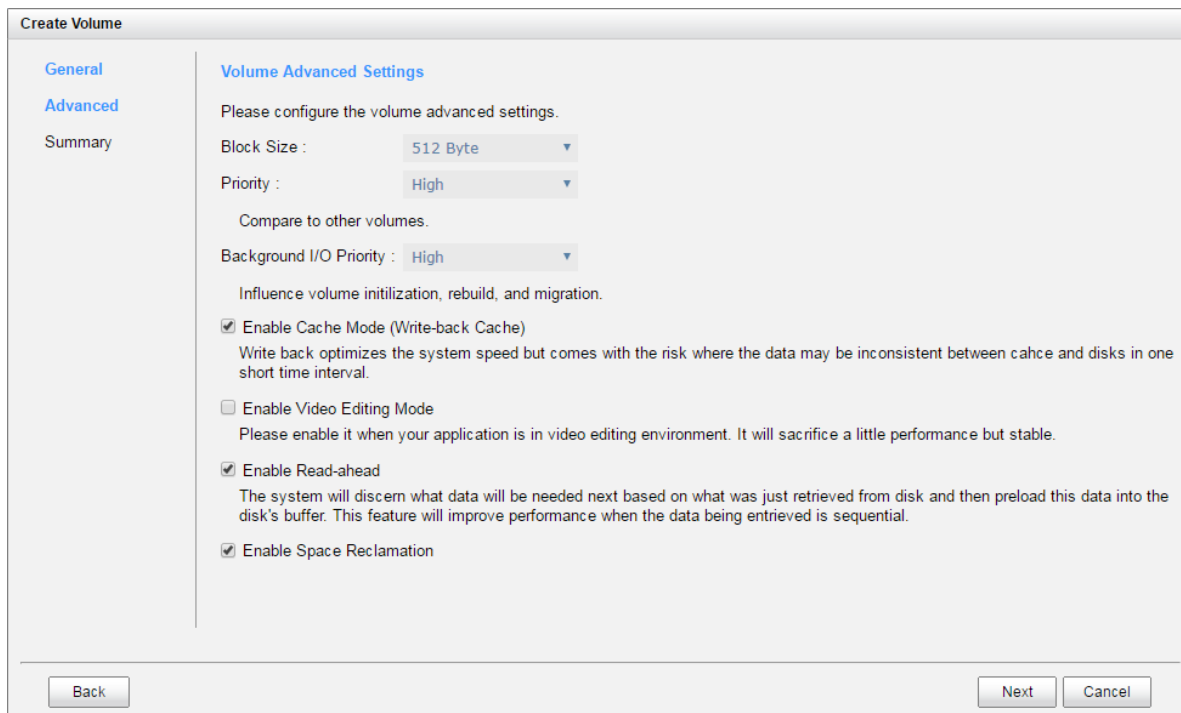 Create Volume
General
Advanced
Summary
Volume Advanced Settings
Please configure the volume advanced settings.
Block Size : 512 Byte
Priority : High
Compare to other volumes.
Background I/O Priority : High
Influence volume initilization, rebuild, and migration.
Enable Cache Mode (Write-back Cache)
Write back optimizes the system speed but comes with the risk where the data may be inconsistent between cahce and disks in one
short time interval.
Enable Video Editing Mode
Please enable it when your application is in video editing environment. It will sacrifice a little performance but stable.
Enable Read-ahead
The system will discern what data will be needed next based on what was just retrieved from disk and then preload this data into the
disk's buffer. This feature will improve performance when the data being entrieved is sequential.
Enable Space Reclamation
Back
Next
Cancel